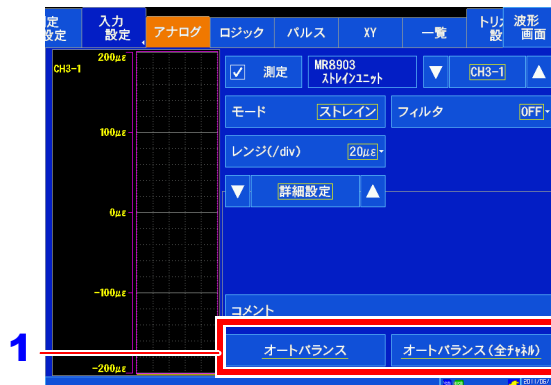 定
設定
入力
設定
アナログ
ロジック
パルス
XY
一覧
トリガ
設
波形
画面
CH3-1
200με
100με
0με
-100με
-200με
測定
MR8903
ストレインユニット
CH3-1
モード
ストレイン
フィルタ
OFF
レンジ(/div)
20με
詳細設定
コメント
1
オートバランス
オートバランス(全チャネル)